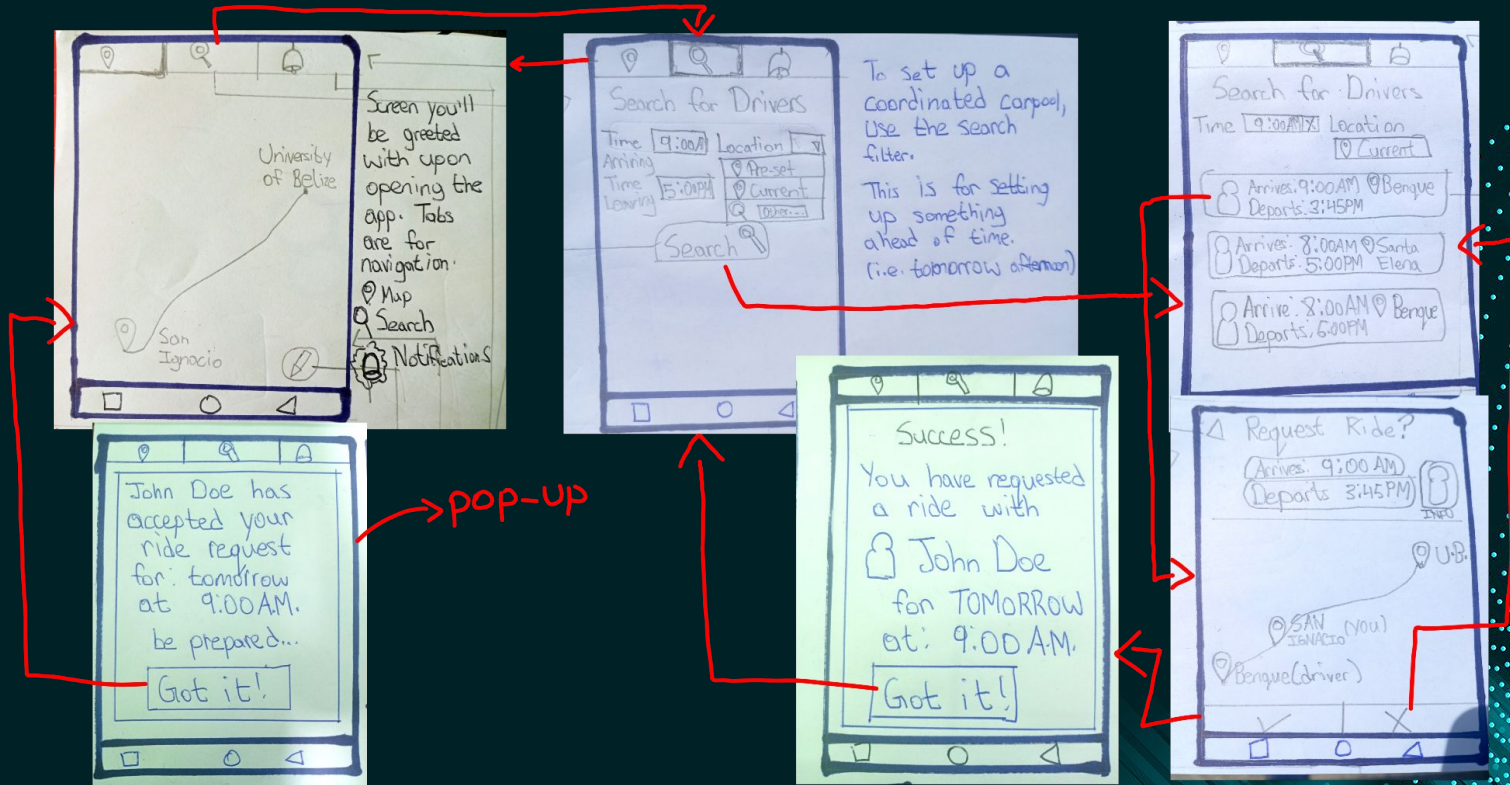 University
of Belize
San
Ignacio
Screen you'll
be greeted
with upon
opening the
app. Tabs
are for
navigation.
Map
Search
Notifications
Search for Drivers
Time 9:00A Location
Arriving
Pre-set
Time 5:00PM Current
Leaving
Other...
Search
To set up a
coordinated carpool,
use the search
filter.
This is for setting
up something
ahead of time.
(i.e. tomorrow afternoon)
Search for Drivers
Time 9:00AM X Location
Current
Arrives: 9:00AM Benque
Departs: 3:45PM
Arrives: 8:00AM Santa
Departs: 5:00PM Elena
Arrive: 8:00AM Benque
Departs: 6:00PM
John Doe has
accepted your
ride request
for: tomorrow
at 9:00A.M.
be prepared...
Got it!
pop-up
Success!
You have requested
a ride with
John Doe
for TOMORROW
at: 9:00 A.M.
Got it!
Request Ride?
Arrives: 9:00 AM
Departs 3:45PM
INFO
U.B.
SAN
IGNACIO (YOU)
Benque(driver)